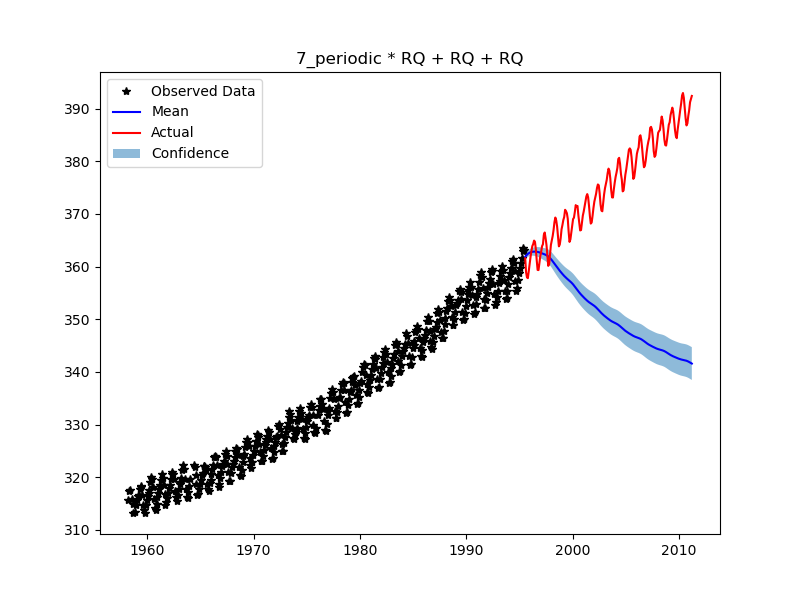 7_periodic * RQ + RQ + RQ
Observed Data
Mean
Actual
Confidence
390
380
370
360
350
340
330
320
310
1960 1970 1980 1990 2000 2010